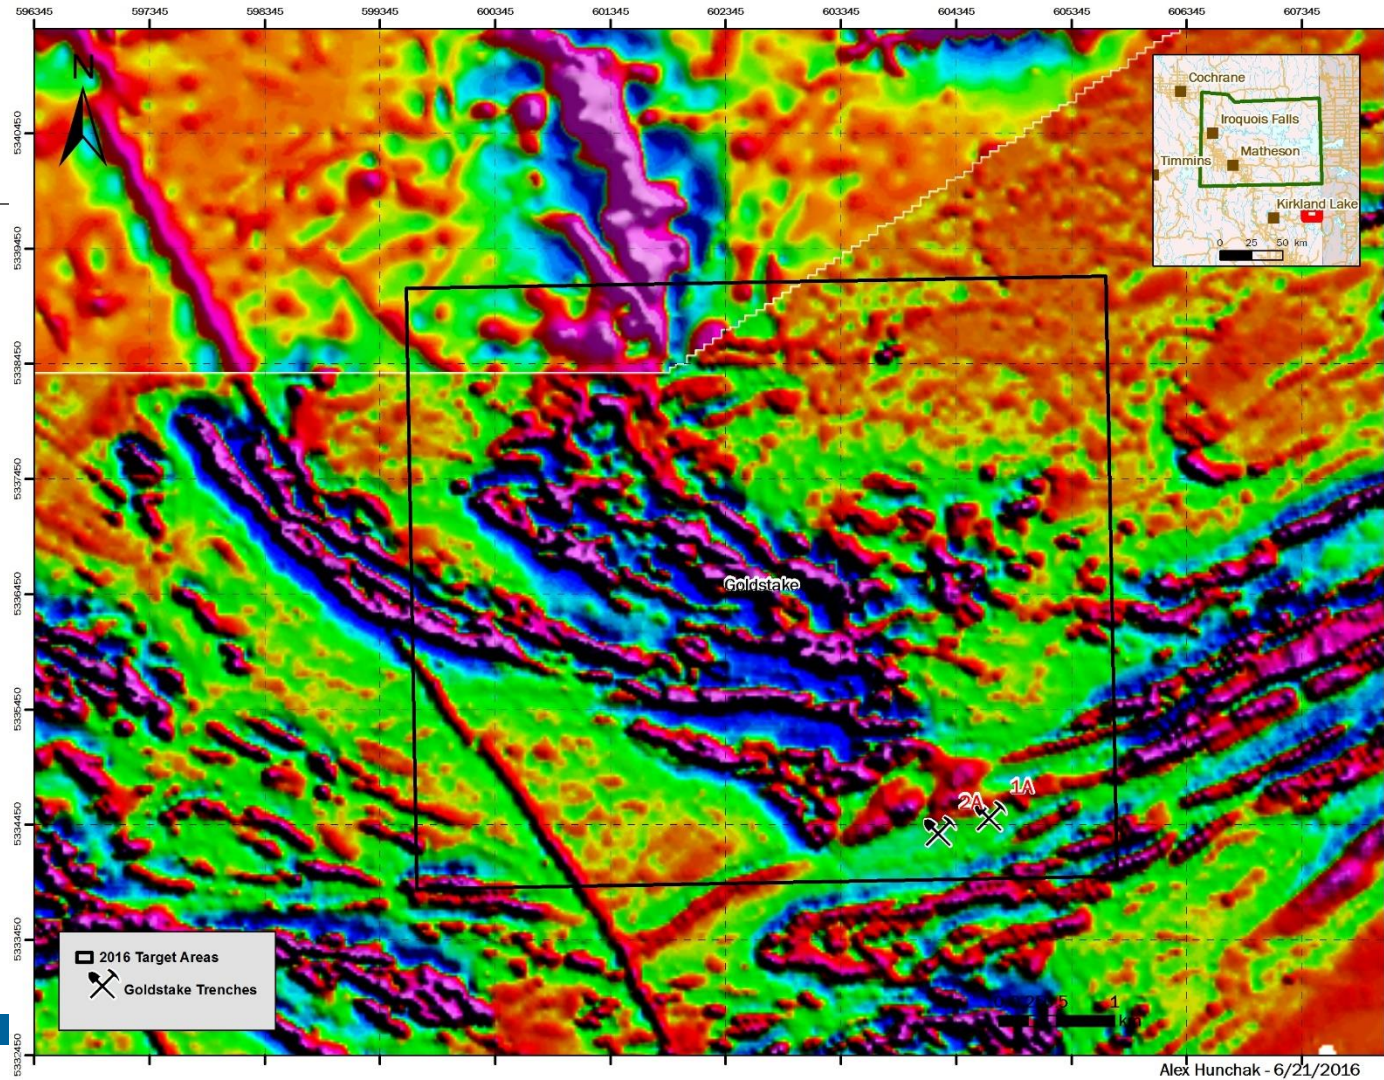 596345 597345 598345 599345 600345 601345 602345 603345 604345 605345 606345 607345
N
5340450
5339450
5338450
5337450
5336450
5335450
5334450
5333450
5332450
Cochrane
Iroquois Falls
Timmins
Matheson
Kirkland Lake
0 25 50 km
Goldstake
1A
2A
2016 Target Areas
Goldstake Trenches
1
km
Alex Hunchak - 6/21/2016